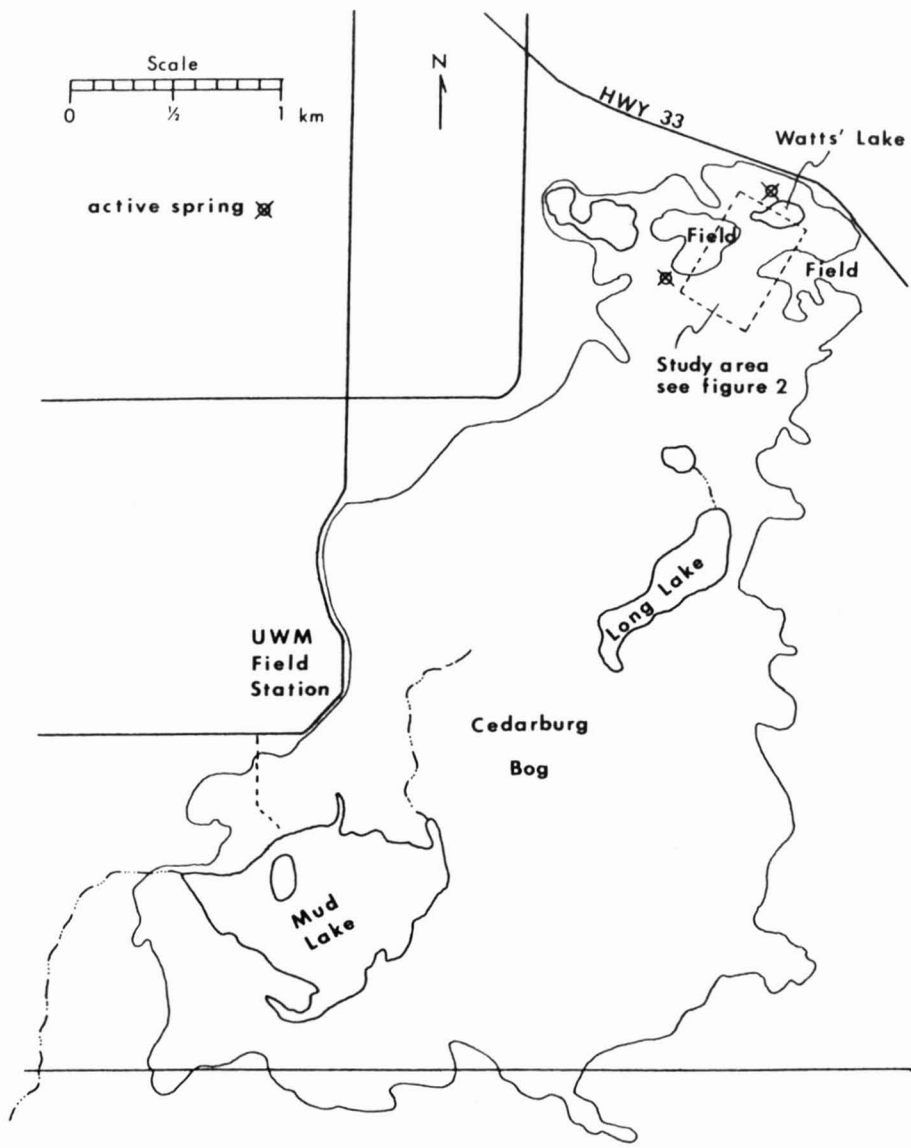 Scale
0 ½ 1 km
N
HWY 33
Watts' Lake
active spring
Field
Field
Study area
see figure 2
Long Lake
UWM
Field
Station
Cedarburg
Bog
Mud
Lake